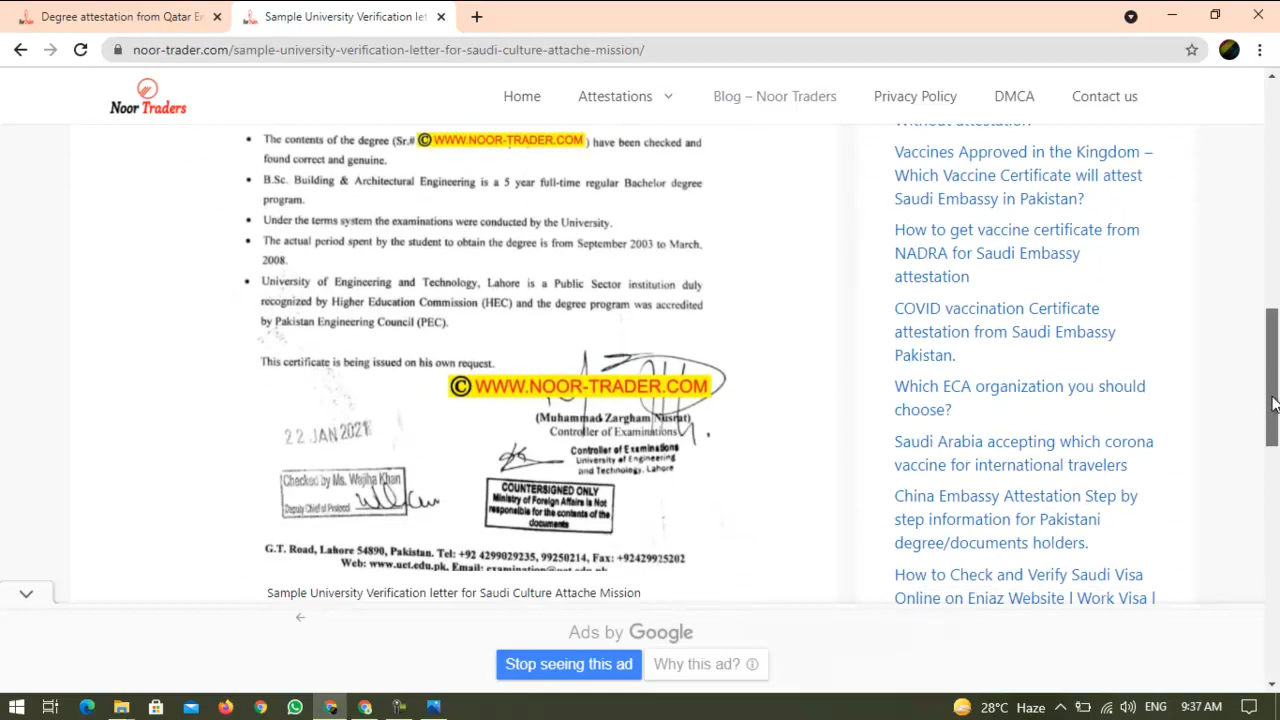 Degree attestation from Qatar E
Sample University Verification let
noor-trader.com/sample-university-verification-letter-for-saudi-culture-attache-mission/
Noor Traders
Home
Attestations
Blog – Noor Traders
Privacy Policy
DMCA
Contact us
The contents of the degree (Sr.# © WWW.NOOR-TRADER.COM ) have been checked and
found correct and genuine.
B.Sc. Building & Architectural Engineering is a 5 year full-time regular Bachelor degree
program.
Under the terms system the examinations were conducted by the University.
The actual period spent by the student to obtain the degree is from September 2003 to March,
2008.
University of Engineering and Technology, Lahore is a Public Sector institution duly
recognized by Higher Education Commission (HEC) and the degree program was accredited
by Pakistan Engineering Council (PEC).
This certificate is being issued on his own request.
© WWW.NOOR-TRADER.COM
(Muhammad Zargham Nusrat)
Controller of Examinations
22 JAN 2021
Controller of Examinations
University of Engineering
and Technology, Lahore
Checked by Ms. Wajiha Khan
Deputy Chief of Protocol
COUNTERSIGNED ONLY
Ministry of Foreign Affairs is Not
responsible for the contents of the
documents
G.T. Road, Lahore 54890, Pakistan. Tel: +92 4299029235, 99250214, Fax: +92429925202
Web: www.uet.edu.pk, Email: examination@uet.edu.pk
Sample University Verification letter for Saudi Culture Attache Mission
Without attestation
Vaccines Approved in the Kingdom –
Which Vaccine Certificate will attest
Saudi Embassy in Pakistan?
How to get vaccine certificate from
NADRA for Saudi Embassy
attestation
COVID vaccination Certificate
attestation from Saudi Embassy
Pakistan.
Which ECA organization you should
choose?
Saudi Arabia accepting which corona
vaccine for international travelers
China Embassy Attestation Step by
step information for Pakistani
degree/documents holders.
How to Check and Verify Saudi Visa
Online on Enjaz Website | Work Visa |
Ads by Google
Stop seeing this ad
Why this ad?
28°C Haze
ENG
9:37 AM